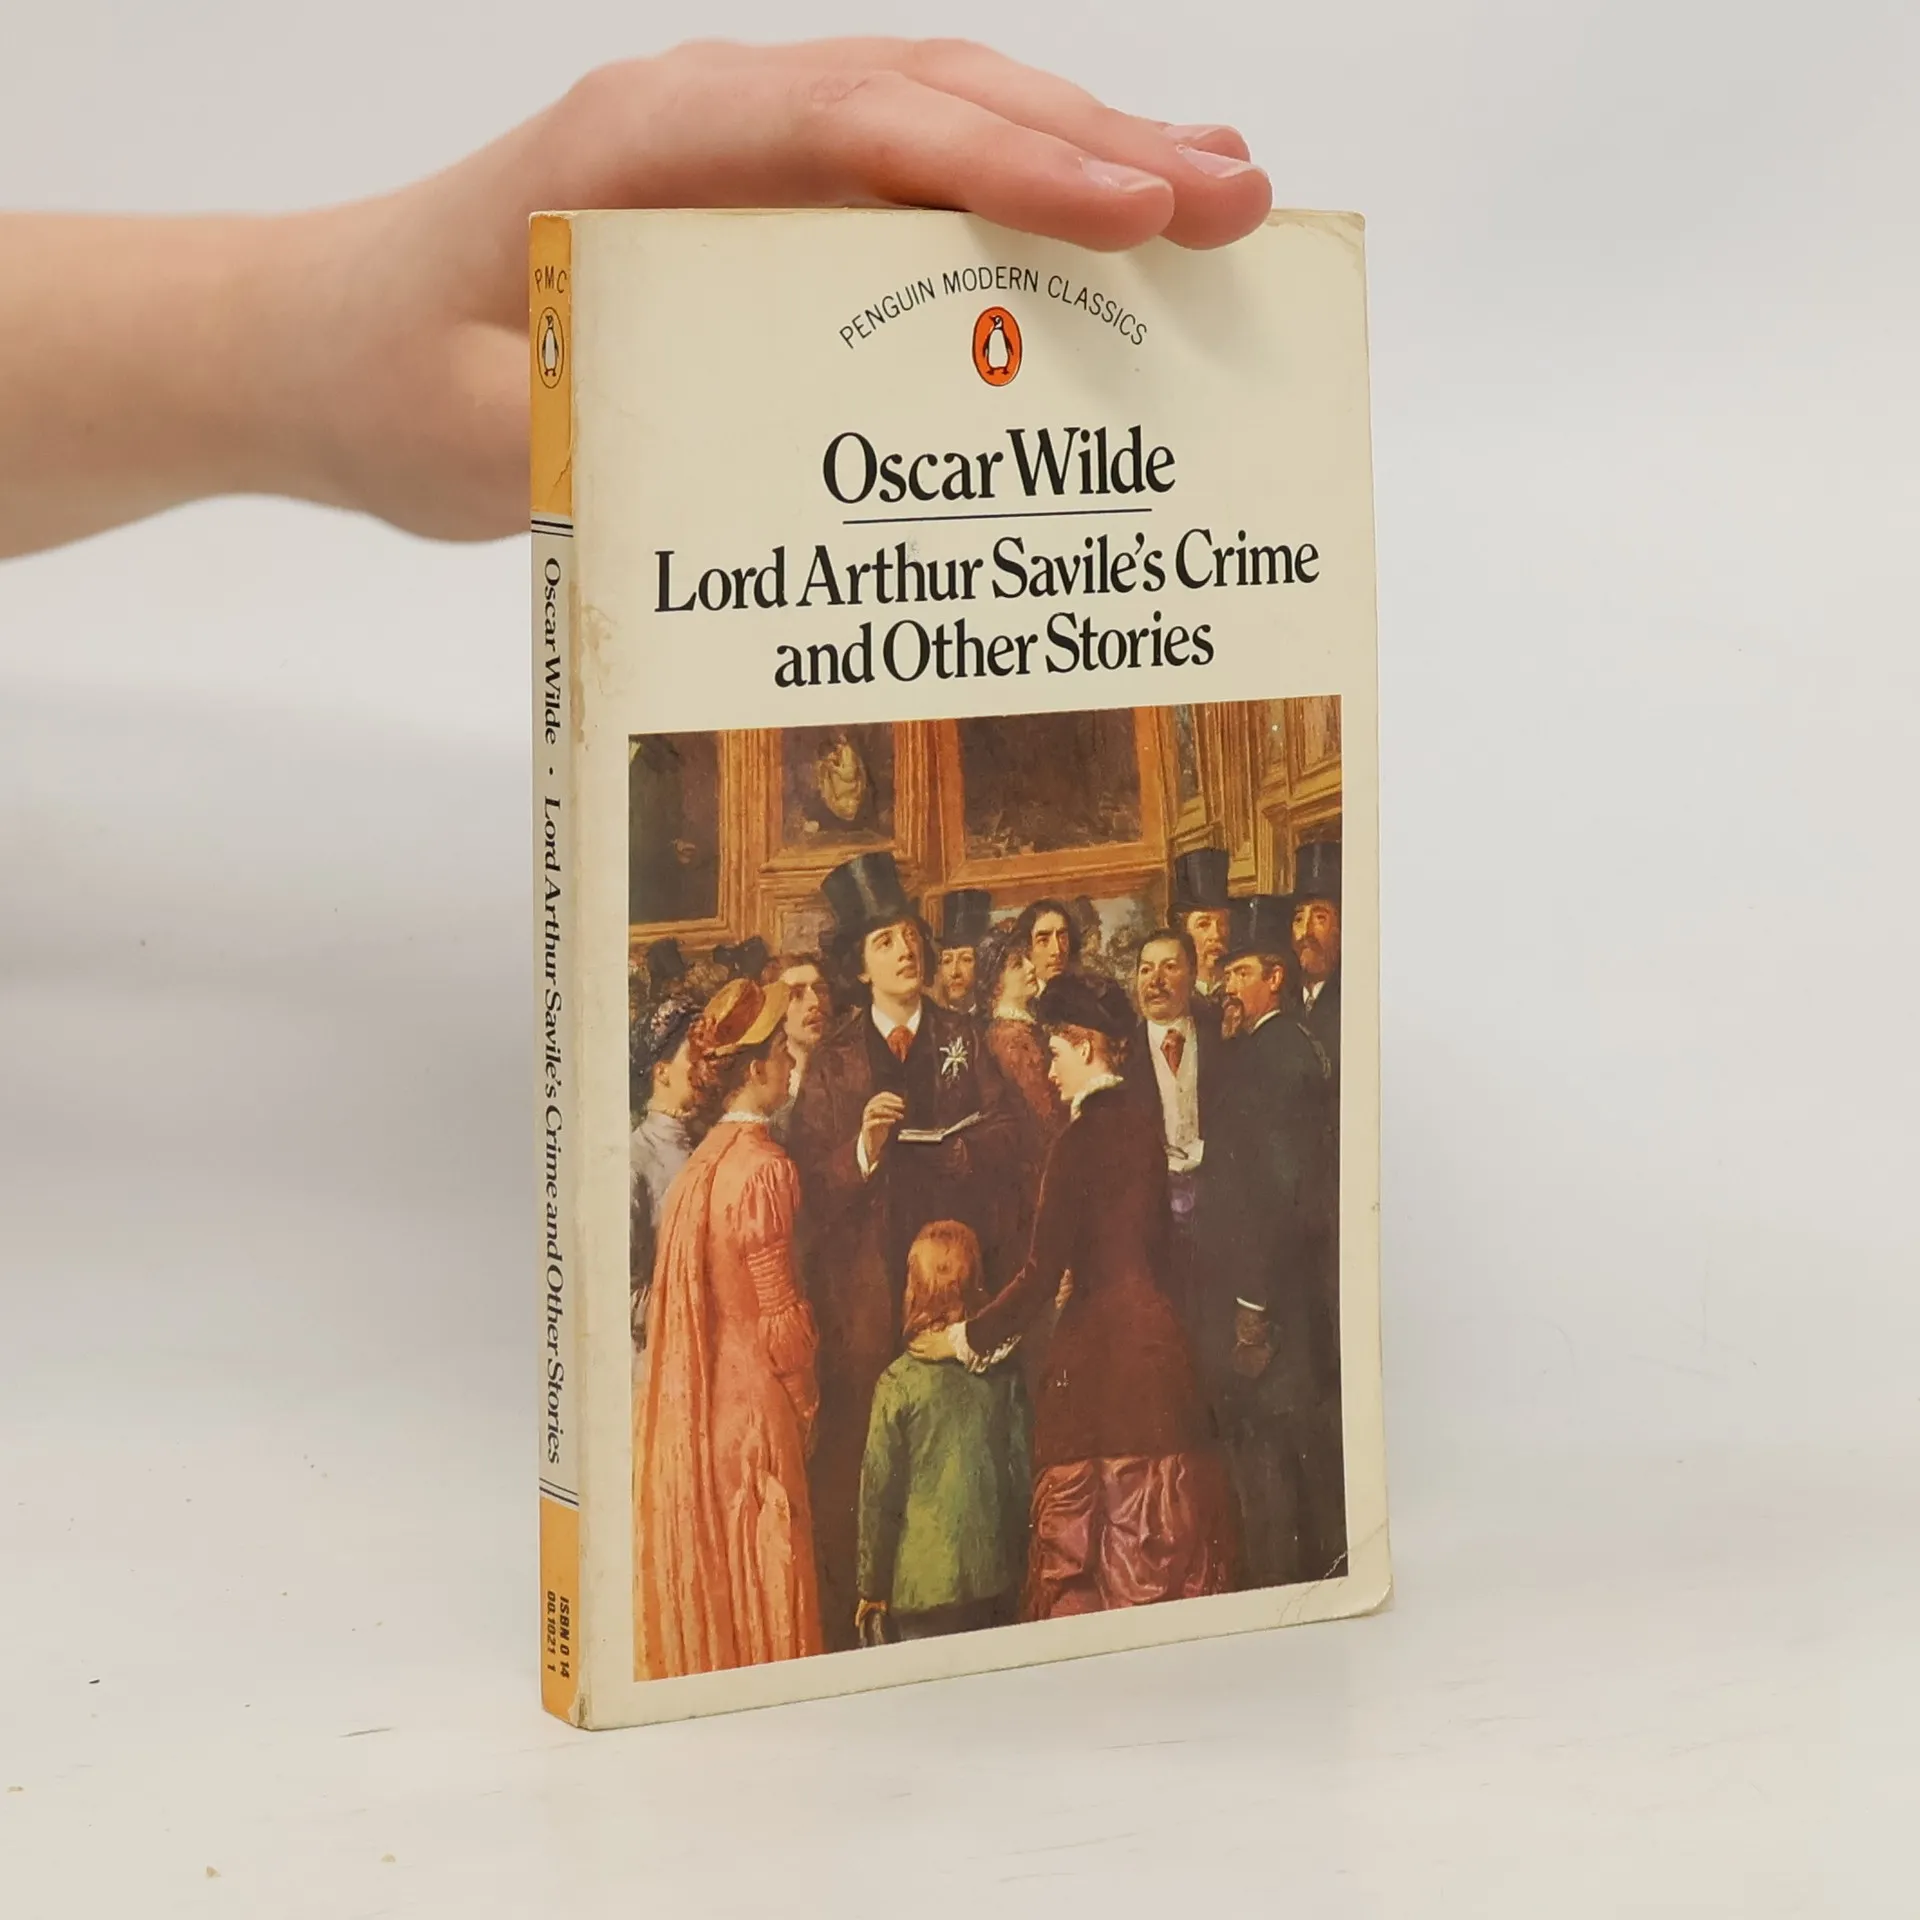 PENGUIN MODERN CLASSICS
Oscar Wilde
Lord Arthur Savile's Crime
and Other Stories
PMC
Oscar Wilde · Lord Arthur Savile's Crime and Other Stories
ISBN 0 14
00.1021 1